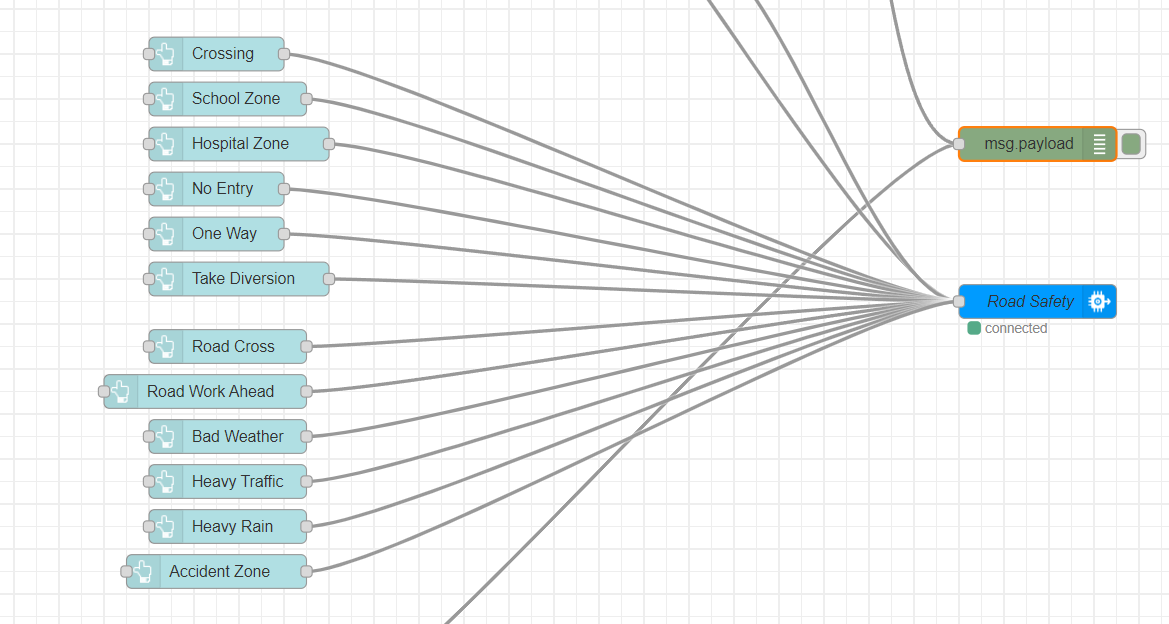 Crossing
School Zone
Hospital Zone
No Entry
One Way
Take Diversion
Road Cross
Road Work Ahead
Bad Weather
Heavy Traffic
Heavy Rain
Accident Zone
msg.payload
Road Safety
connected